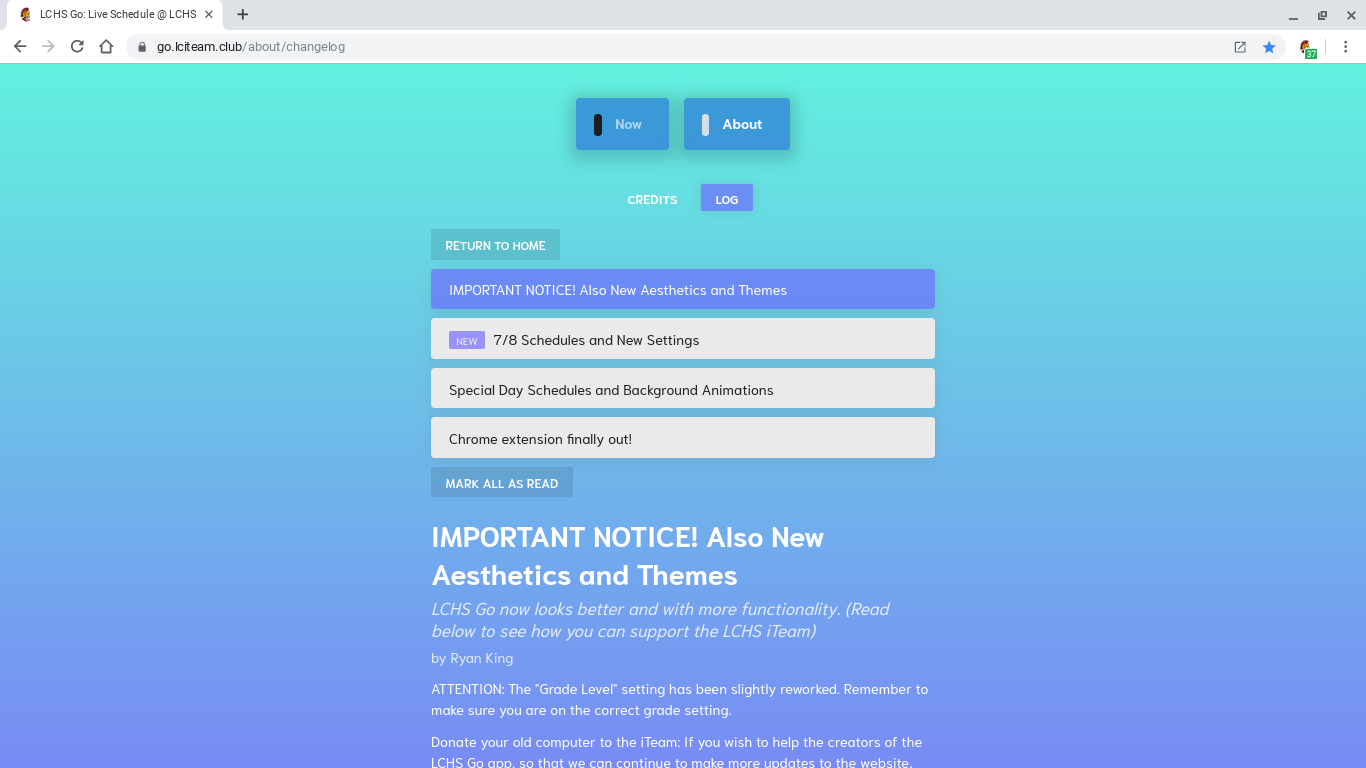 LCHS Go: Live Schedule @ LCHS
go.lciteam.club/about/changelog
37
Now
About
CREDITS
LOG
RETURN TO HOME
IMPORTANT NOTICE! Also New Aesthetics and Themes
NEW 7/8 Schedules and New Settings
Special Day Schedules and Background Animations
Chrome extension finally out!
MARK ALL AS READ
IMPORTANT NOTICE! Also New
Aesthetics and Themes
LCHS Go now looks better and with more functionality. (Read
below to see how you can support the LCHS iTeam)
by Ryan King
ATTENTION: The "Grade Level" setting has been slightly reworked. Remember to
make sure you are on the correct grade setting.
Donate your old computer to the iTeam: If you wish to help the creators of the
LCHS Go app, so that we can continue to make more updates to the website,